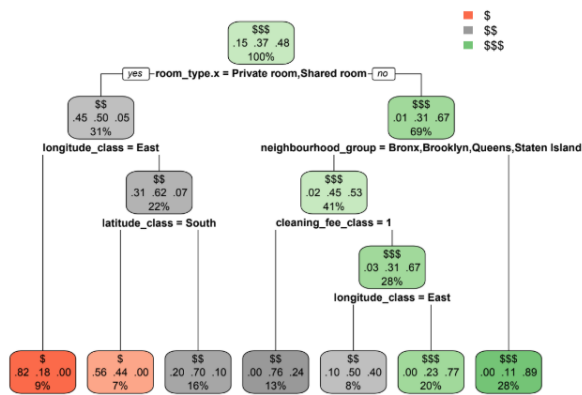 $
$$
$$$
$$$
.15 .37 .48
100%
yes room_type.x = Private room,Shared room no
$$
.45 .50 .05
31%
$$$
.01 .31 .67
69%
longitude_class = East
neighbourhood_group = Bronx,Brooklyn,Queens,Staten Island
$$
.31 .62 .07
22%
$$$
.02 .45 .53
41%
latitude_class = South
cleaning_fee_class = 1
$$$
.03 .31 .67
28%
longitude_class = East
$
.82 .18 .00
9%
$
.56 .44 .00
7%
$$
.20 .70 .10
16%
$$
.00 .76 .24
13%
$$
.10 .50 .40
8%
$$$
.00 .23 .77
20%
$$$
.00 .11 .89
28%